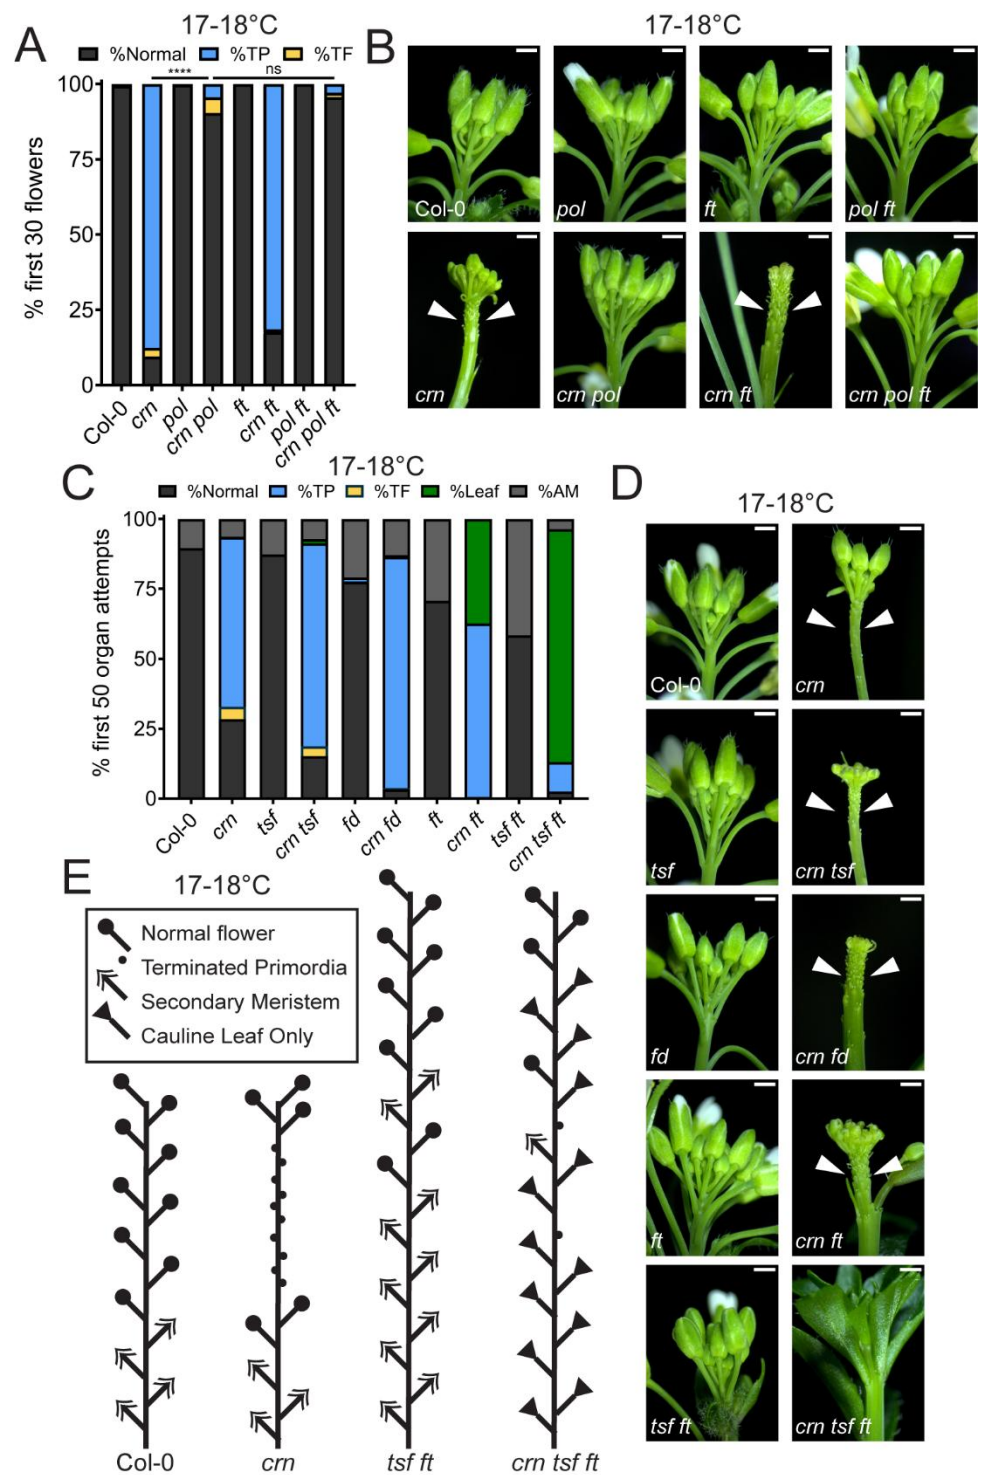 A
17-18°C
%Normal %TP %TF
**** ns
% first 30 flowers
100
75
50
25
0
Col-0 crn pol crn pol ft crn ft pol ft crn pol ft
B
17-18°C
Col-0 pol ft pol ft
crn crn pol crn ft crn pol ft
C
17-18°C
%Normal %TP %TF %Leaf %AM
% first 50 organ attempts
100
75
50
25
0
Col-0 crn tsf crn tsf fd crn fd ft crn ft tsf ft crn tsf ft
D
17-18°C
Col-0 crn
tsf crn tsf
fd crn fd
ft crn ft
tsf ft crn tsf ft
E
17-18°C
Normal flower
Terminated Primordia
Secondary Meristem
Cauline Leaf Only
Col-0 crn tsf ft crn tsf ft